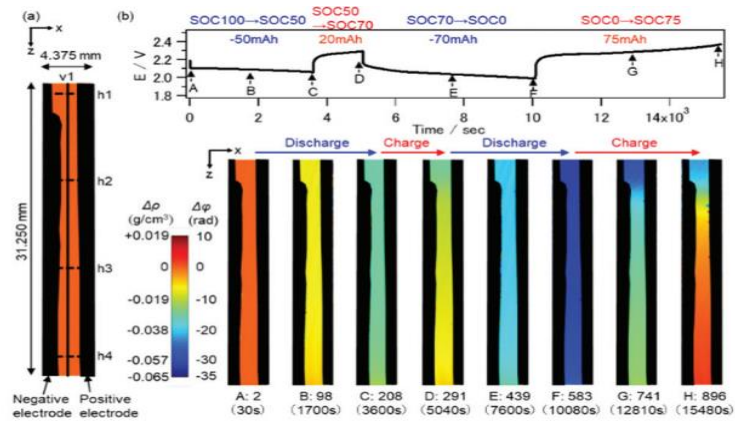 (a)
x
z
4.375 mm
v1
h1
h2
h3
h4
31.250 mm
Negative
electrode
Positive
electrode
Δρ
(g/cm³)
Δφ
(rad)
+0.019
10
0
0
-0.019
-10
-0.038
-20
-0.057
-30
-0.065
-35
(b)
SOC100→SOC50
-50mAh
SOC50
→SOC70
20mAh
SOC70→SOC0
-70mAh
SOC0→SOC75
75mAh
E / V
2.4
2.2
2.0
1.8
A
B
C
D
E
F
G
H
0
2
4
6
8
10
12
14×10³
Time / sec
x
z
Discharge
Charge
Discharge
Charge
A: 2
(30s)
B: 98
(1700s)
C: 208
(3600s)
D: 291
(5040s)
E: 439
(7600s)
F: 583
(10080s)
G: 741
(12810s)
H: 896
(15480s)